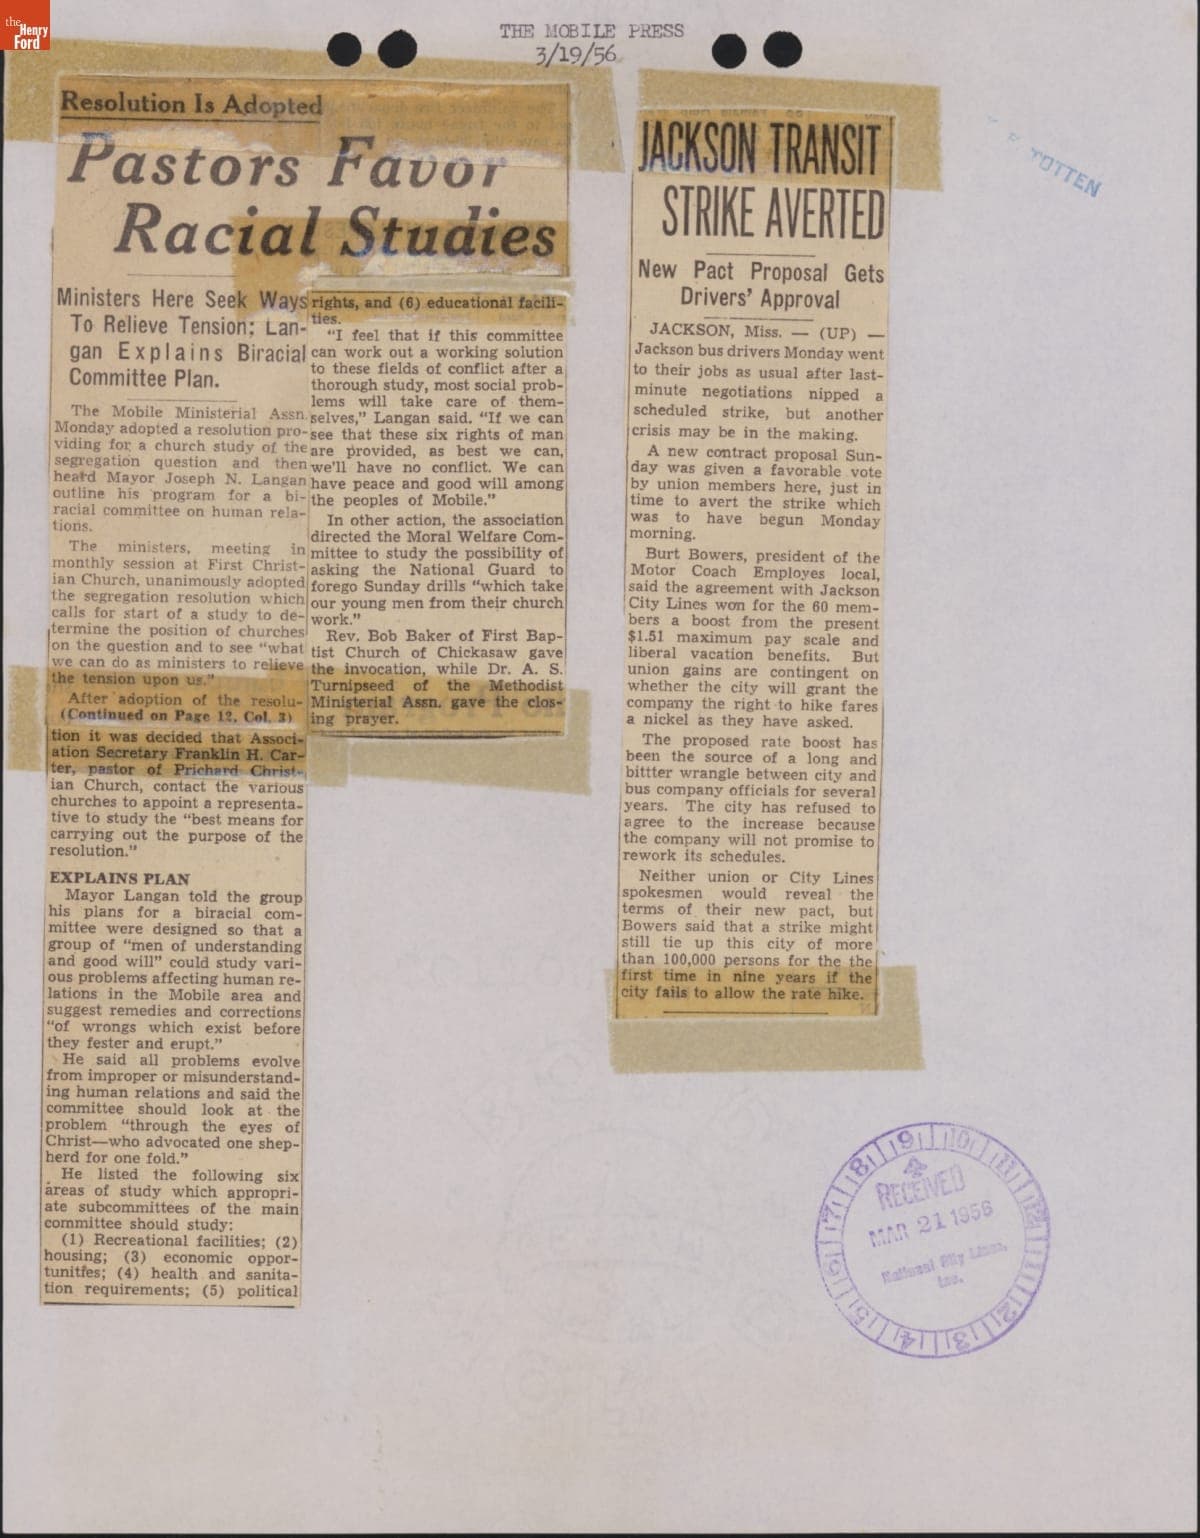 the
Henry
Ford
THE MOBILE PRESS
3/19/56
TOTTEN
Resolution Is Adopted
Pastors Favor
Racial Studies
Ministers Here Seek Ways
To Relieve Tension; Lan-
gan Explains Biracial
Committee Plan.
The Mobile Ministerial Assn.
Monday adopted a resolution pro-
viding for a church study of the
segregation question and then
heard Mayor Joseph N. Langan
outline his program for a bi-
racial committee on human rela-
tions.
The ministers, meeting in
monthly session at First Christ-
ian Church, unanimously adopted
the segregation resolution which
calls for start of a study to de-
termine the position of churches
on the question and to see "what
we can do as ministers to relieve
the tension upon us."
After adoption of the resolu-
(Continued on Page 12, Col. 3)
tion it was decided that Associ-
ation Secretary Franklin H. Car-
ter, pastor of Prichard Christ-
ian Church, contact the various
churches to appoint a representa-
tive to study the "best means for
carrying out the purpose of the
resolution."
EXPLAINS PLAN
Mayor Langan told the group
his plans for a biracial com-
mittee were designed so that a
group of "men of understanding
and good will" could study vari-
ous problems affecting human re-
lations in the Mobile area and
suggest remedies and corrections
"of wrongs which exist before
they fester and erupt."
He said all problems evolve
from improper or misunderstand-
ing human relations and said the
committee should look at the
problem "through the eyes of
Christ—who advocated one shep-
herd for one fold."
He listed the following six
areas of study which appropri-
ate subcommittees of the main
committee should study:
(1) Recreational facilities; (2)
housing; (3) economic oppor-
tunitfes; (4) health and sanita-
tion requirements; (5) political
rights, and (6) educational facili-
ties.
"I feel that if this committee
can work out a working solution
to these fields of conflict after a
thorough study, most social prob-
lems will take care of them-
selves," Langan said. "If we can
see that these six rights of man
are provided, as best we can,
we'll have no conflict. We can
have peace and good will among
the peoples of Mobile."
In other action, the association
directed the Moral Welfare Com-
mittee to study the possibility of
asking the National Guard to
forego Sunday drills "which take
our young men from their church
work."
Rev. Bob Baker of First Bap-
tist Church of Chickasaw gave
the invocation, while Dr. A. S.
Turnipseed of the Methodist
Ministerial Assn. gave the clos-
ing prayer.
JACKSON TRANSIT
STRIKE AVERTED
New Pact Proposal Gets
Drivers' Approval
JACKSON, Miss. — (UP) —
Jackson bus drivers Monday went
to their jobs as usual after last-
minute negotiations nipped a
scheduled strike, but another
crisis may be in the making.
A new contract proposal Sun-
day was given a favorable vote
by union members here, just in
time to avert the strike which
was to have begun Monday
morning.
Burt Bowers, president of the
Motor Coach Employes local,
said the agreement with Jackson
City Lines won for the 60 mem-
bers a boost from the present
$1.51 maximum pay scale and
liberal vacation benefits. But
union gains are contingent on
whether the city will grant the
company the right to hike fares
a nickel as they have asked.
The proposed rate boost has
been the source of a long and
bittter wrangle between city and
bus company officials for several
years. The city has refused to
agree to the increase because
the company will not promise to
rework its schedules.
Neither union or City Lines
spokesmen would reveal the
terms of their new pact, but
Bowers said that a strike might
still tie up this city of more
than 100,000 persons for the the
first time in nine years if the
city fails to allow the rate hike.
RECEIVED
MAR 21 1956
National City Lines,
Inc.
9 10 11 12 1 2 3 4 5 6 7 8